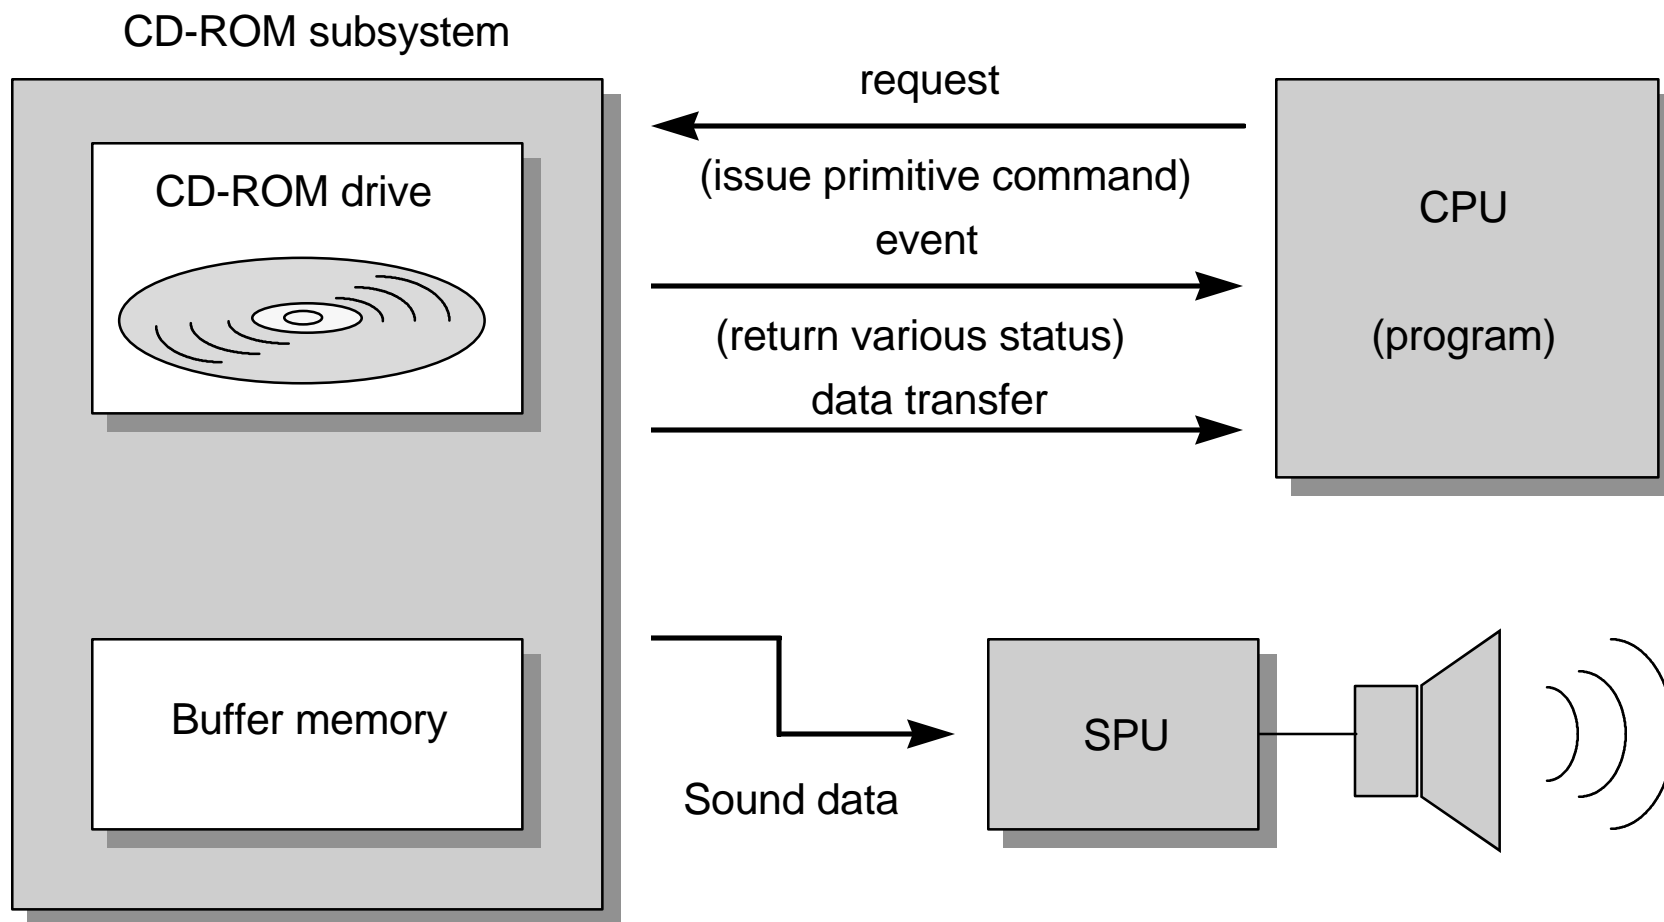 CD-ROM subsystem
CD-ROM drive
Buffer memory
request
(issue primitive command)
event
(return various status)
data transfer
CPU
(program)
Sound data
SPU